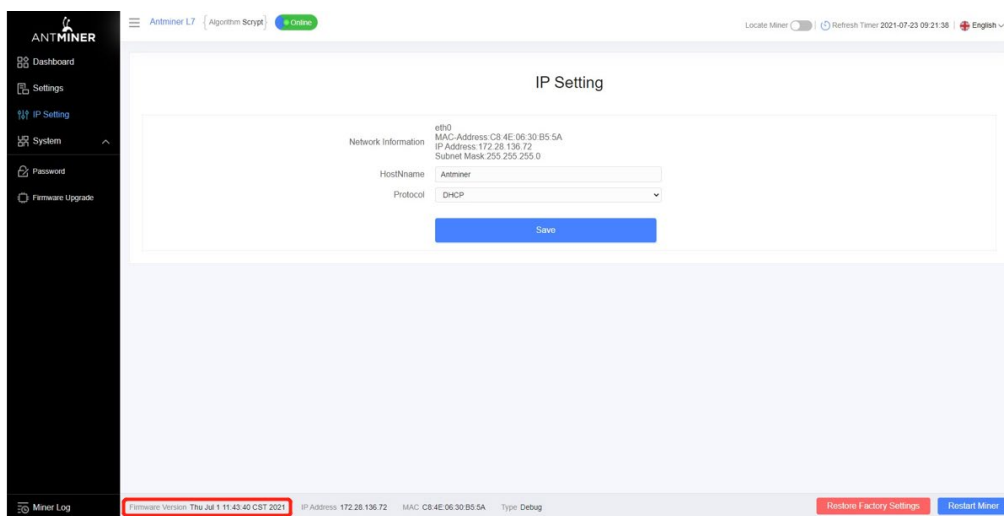 ANTMINER
Antminer L7 { Algorithm Scrypt } Online
Locate Miner Refresh Timer 2021-07-23 09:21:38 English
Dashboard
Settings
IP Setting
System
Password
Firmware Upgrade
IP Setting
Network Information
eth0
MAC-Address:C8:4E:06:30:B5:5A
IP Address:172.28.136.72
Subnet Mask:255.255.255.0
HostNname Antminer
Protocol DHCP
Save
Miner Log
Firmware Version Thu Jul 1 11:43:40 CST 2021 IP Address 172.28.136.72 MAC C8:4E:06:30:B5:5A Type Debug
Restore Factory Settings Restart Miner